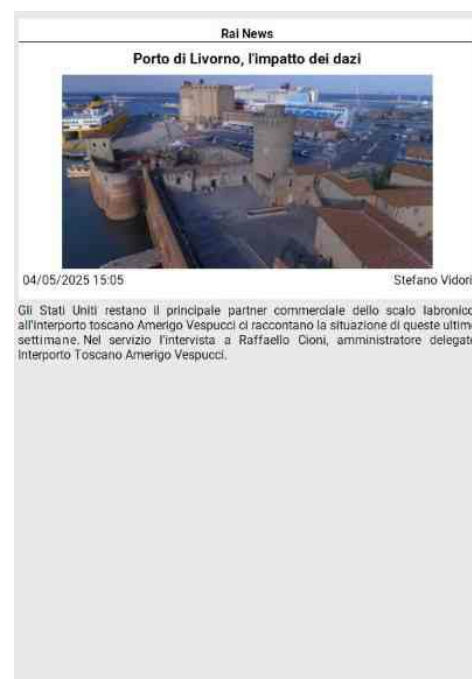 Rai News
Porto di Livorno, l'impatto dei dazi
04/05/2025 15:05
Stefano Vidori
Gli Stati Uniti restano il principale partner commerciale dello scalo labronico
all'interporto toscano Amerigo Vespucci ci raccontano la situazione di queste ultime
settimane. Nel servizio l'intervista a Raffaello Cioni, amministratore delegato
Interporto Toscano Amerigo Vespucci.